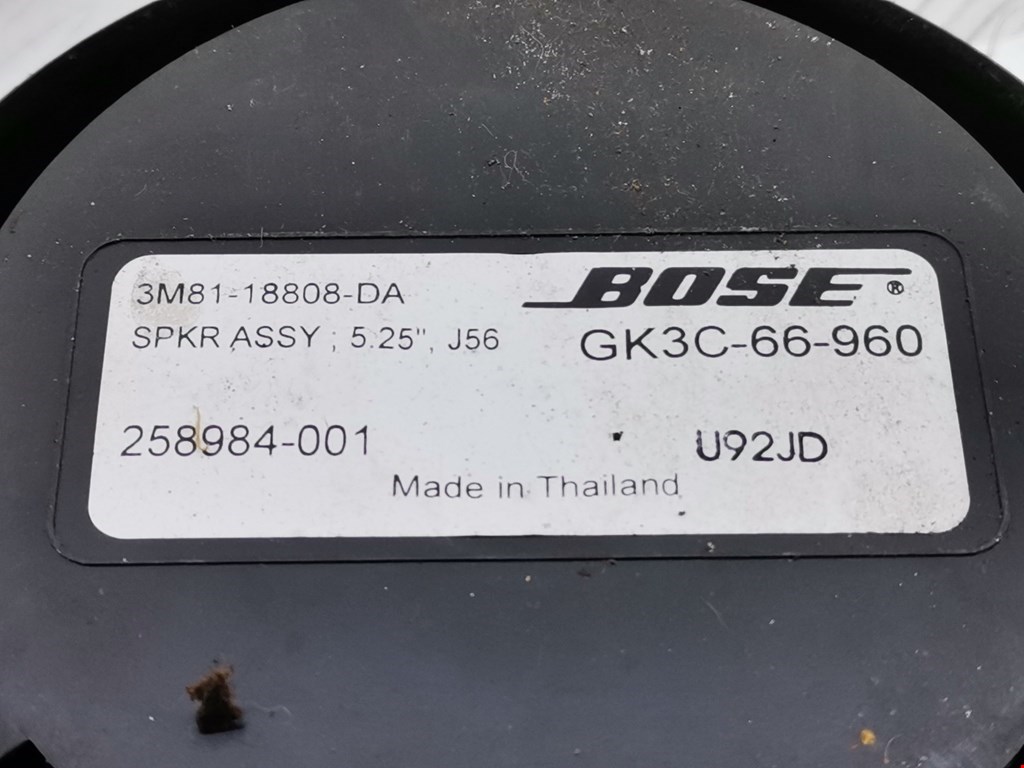 3M81-18808-DA
BOSE®
SPKR ASSY ; 5.25", J56
GK3C-66-960
258984-001
U92JD
Made in Thailand